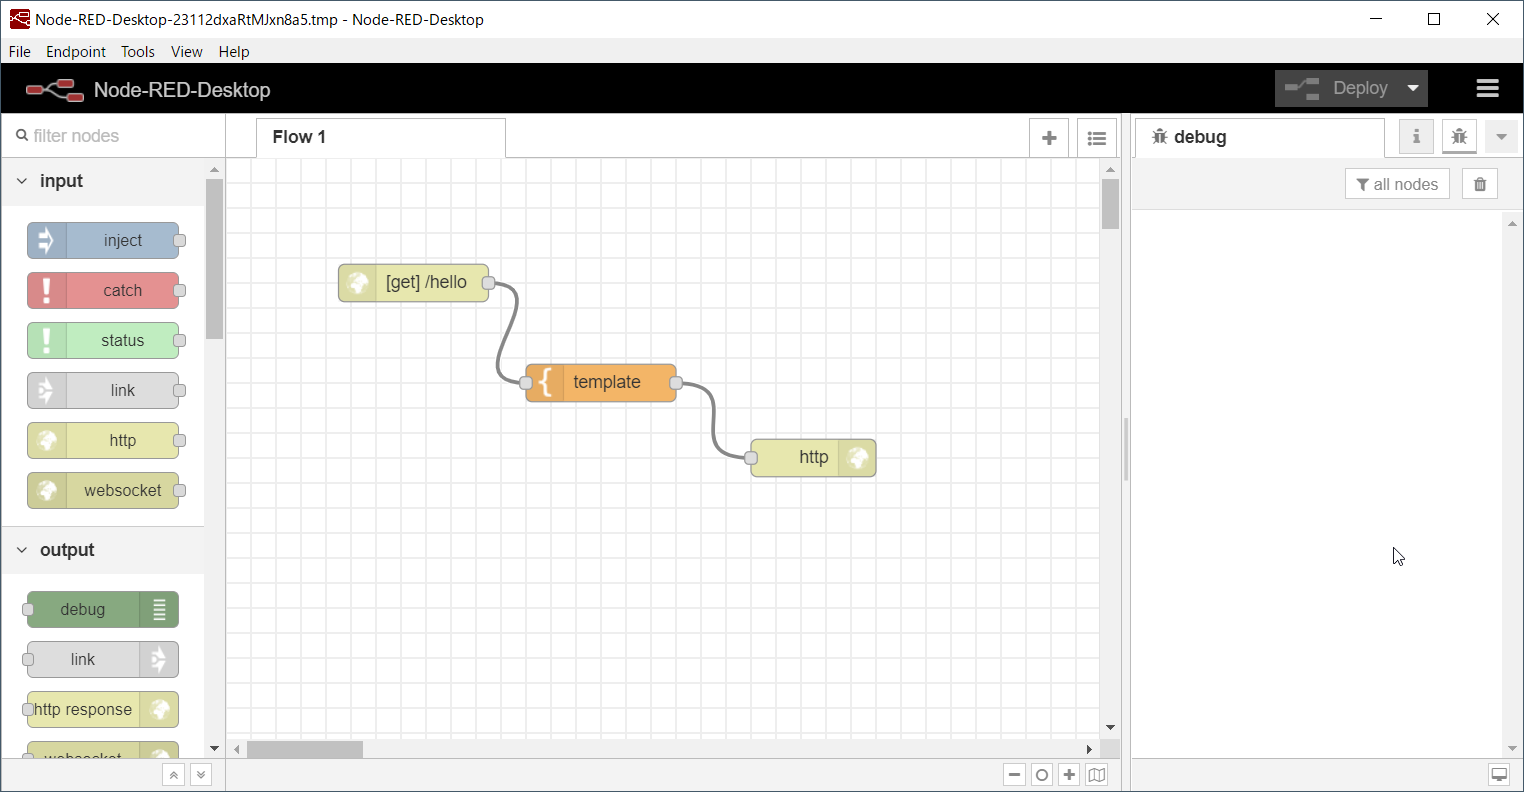 Node-RED-Desktop-23112dxaRtMJxn8a5.tmp - Node-RED-Desktop
File Endpoint Tools View Help
Node-RED-Desktop
Deploy
filter nodes
Flow 1
debug
i
all nodes
input
inject
catch
status
link
http
websocket
output
debug
link
http response
websocket
[get] /hello
template
http